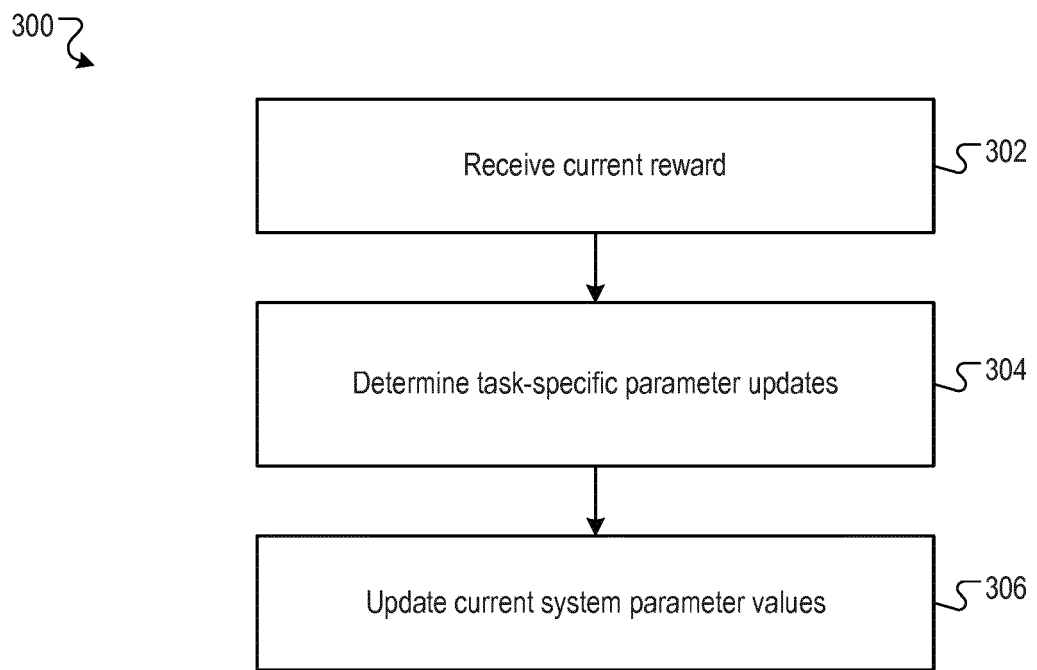 300
Receive current reward
302
Determine task-specific parameter updates
304
Update current system parameter values
306